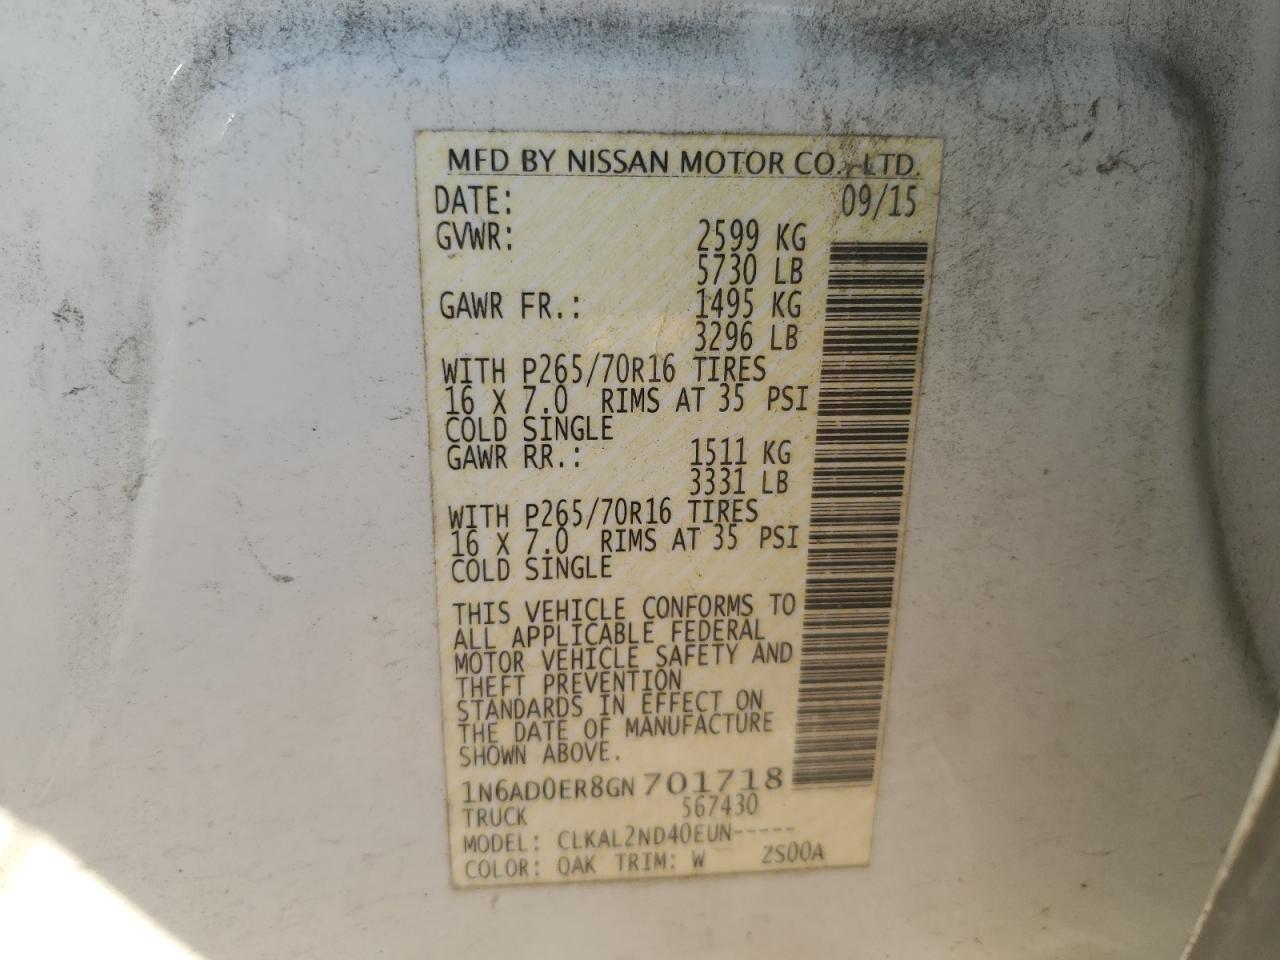 MFD BY NISSAN MOTOR CO., LTD.
DATE: 09/15
GVWR: 2599 KG
5730 LB
GAWR FR.: 1495 KG
3296 LB
WITH P265/70R16 TIRES
16 X 7.0 RIMS AT 35 PSI
COLD SINGLE
GAWR RR.: 1511 KG
3331 LB
WITH P265/70R16 TIRES
16 X 7.0 RIMS AT 35 PSI
COLD SINGLE
THIS VEHICLE CONFORMS TO
ALL APPLICABLE FEDERAL
MOTOR VEHICLE SAFETY AND
THEFT PREVENTION
STANDARDS IN EFFECT ON
THE DATE OF MANUFACTURE
SHOWN ABOVE.
1N6AD0ER8GN 701718
TRUCK 567430
MODEL: CLKAL2ND40EUN-----
COLOR: QAK TRIM: W ZS00A